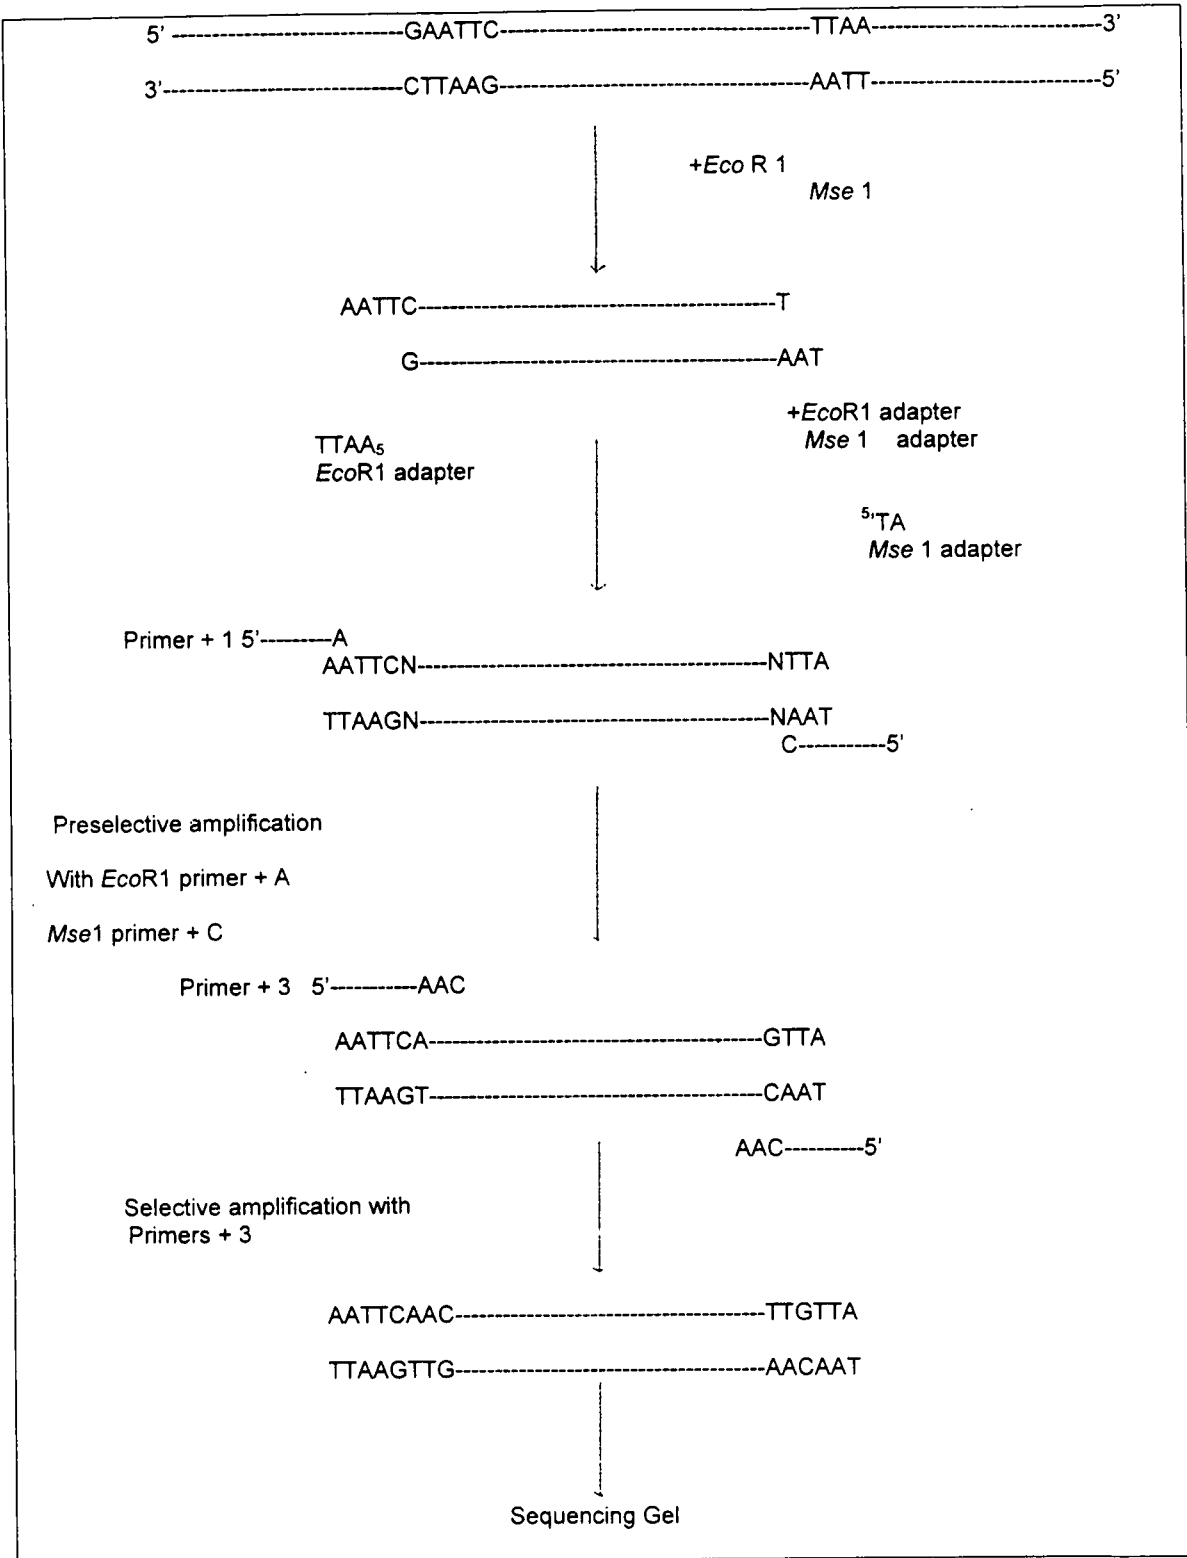 5' ----------------------------GAATTC--------------------------------------TTAA----------------------------3'
3'-----------------------------CTTAAG--------------------------------------AATT----------------------------5'
+Eco R 1
Mse 1
AATTC--------------------------------------------T
G--------------------------------------------AAT
+EcoR1 adapter
Mse 1 adapter
TTAA5
EcoR1 adapter
5'TA
Mse 1 adapter
Primer + 1 5'---------A
AATTCN-------------------------------------------NTTA
TTAAGN-------------------------------------------NAAT
C-----------5'
Preselective amplification
With EcoR1 primer + A
Mse1 primer + C
Primer + 3 5'-----------AAC
AATTCA-----------------------------------------GTTA
TTAAGT-----------------------------------------CAAT
AAC----------5'
Selective amplification with
Primers + 3
AATTCAAC--------------------------------------TTGTTA
TTAAGTTG--------------------------------------AACAAT
Sequencing Gel